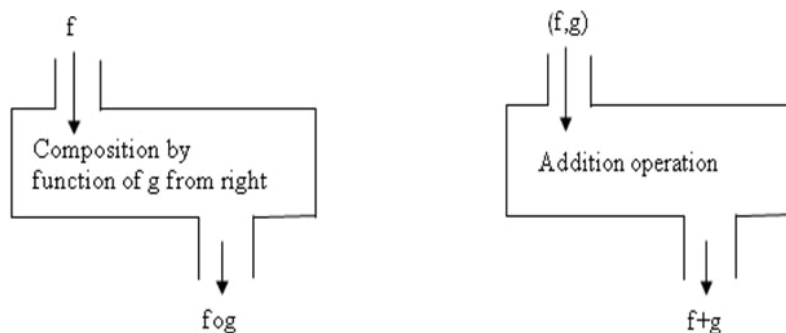 f
Composition by
function of g from right
fog
(f,g)
Addition operation
f+g